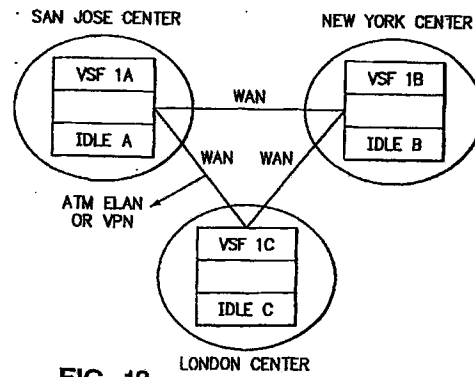 SAN JOSE CENTER
NEW YORK CENTER
VSF 1A
IDLE A
WAN
VSF 1B
IDLE B
WAN
WAN
ATM ELAN
OR VPN
VSF 1C
IDLE C
LONDON CENTER